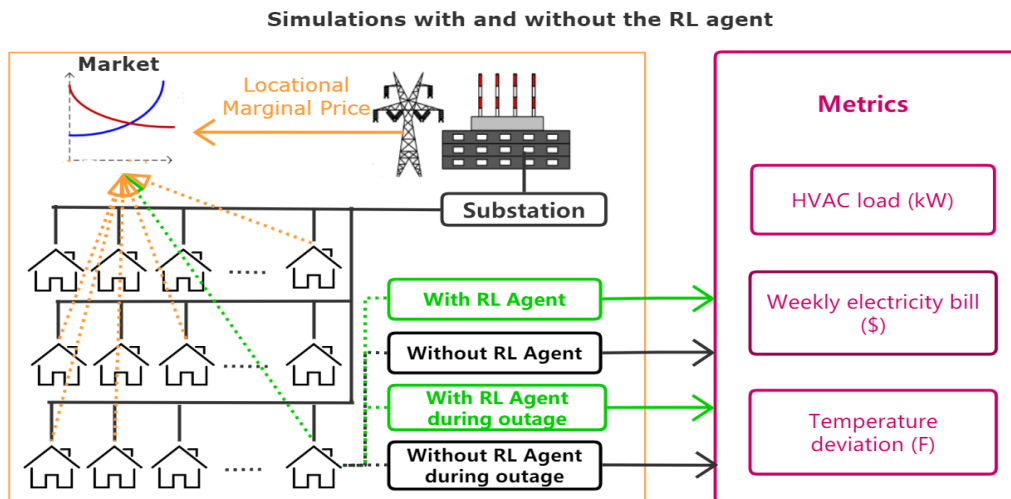 Simulations with and without the RL agent
Market
Locational
Marginal Price
Substation
With RL Agent
Without RL Agent
With RL Agent
during outage
Without RL Agent
during outage
Metrics
HVAC load (kW)
Weekly electricity bill
($)
Temperature
deviation (F)